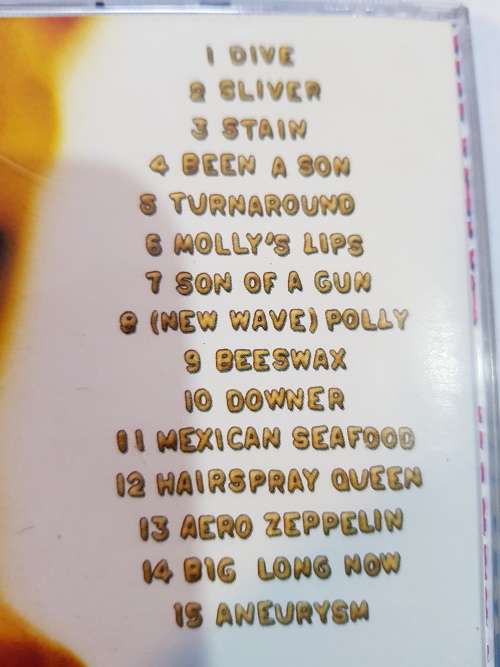 1 DIVE
2 SLIVER
3 STAIN
4 BEEN A SON
5 TURNAROUND
6 MOLLY'S LIPS
7 SON OF A GUN
8 (NEW WAVE) POLLY
9 BEESWAX
10 DOWNER
11 MEXICAN SEAFOOD
12 HAIRSPRAY QUEEN
13 AERO ZEPPELIN
14 BIG LONG NOW
15 ANEURYSM